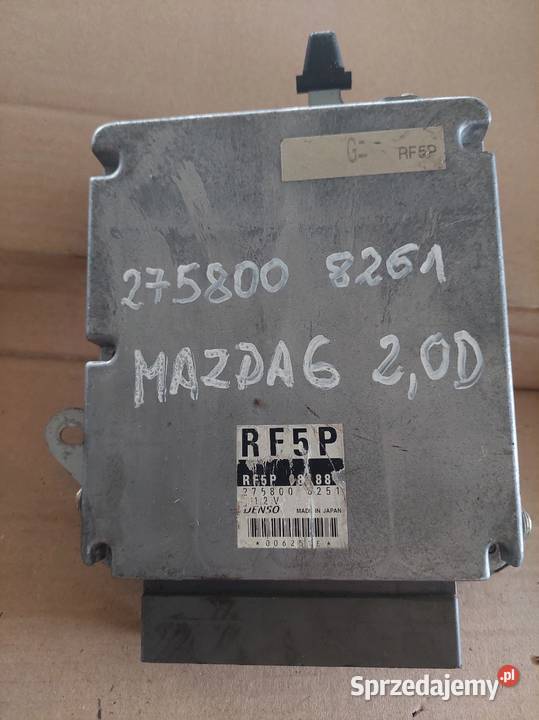 RF5P
275800 8261
MAZDA6 2,0D
RF5P
RF5P
275800
12V
DENSO MADE IN JAPAN
Sprzedajemy.pl